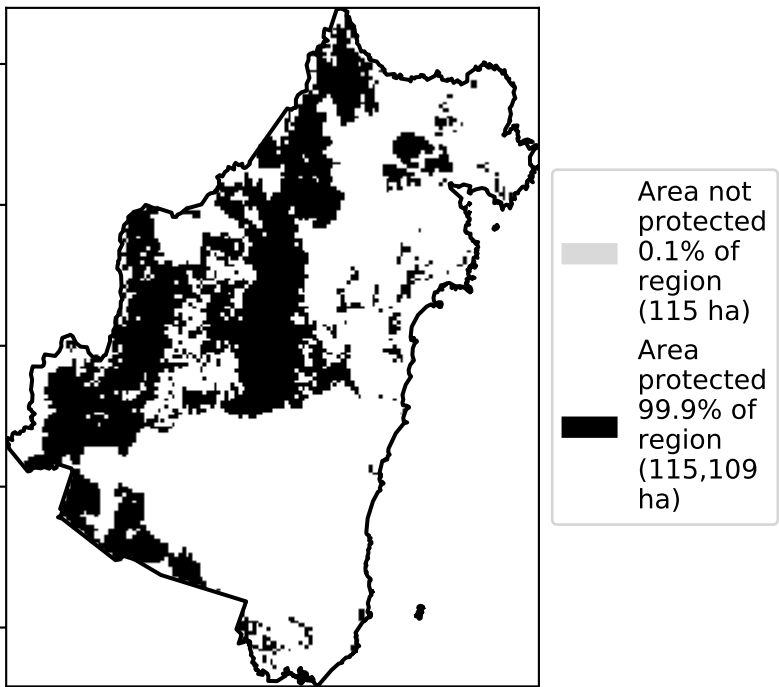 Area not
protected
0.1% of
region
(115 ha)
Area
protected
99.9% of
region
(115,109
ha)